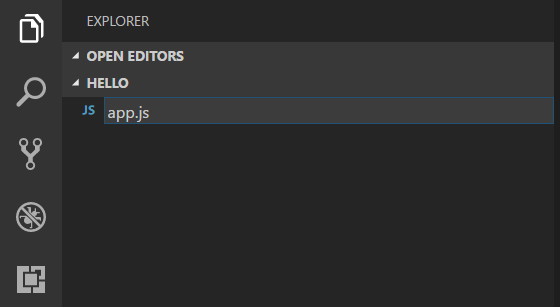 EXPLORER
OPEN EDITORS
HELLO
JS app.js